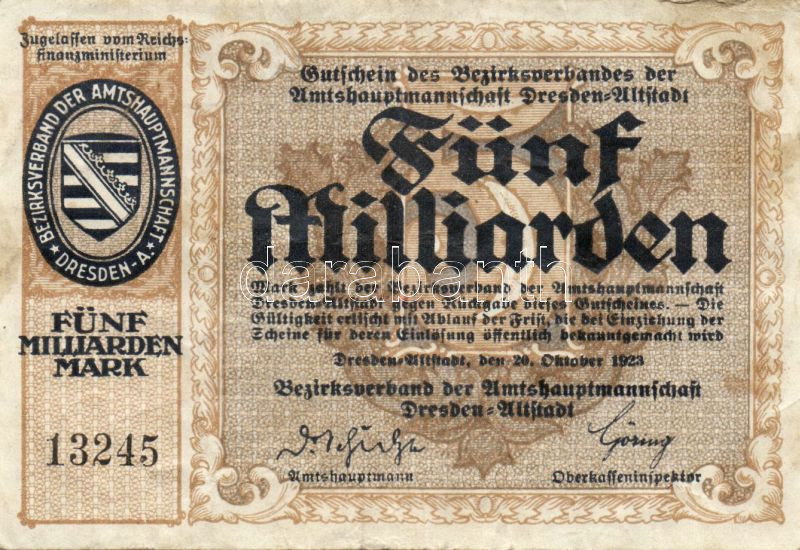 Zugelassen vom Reichs-
finanzministerium
BEZIRKSVERBAND DER AMTSHAUPTMANNSCHAFT
★ DRESDEN-A. ★
FÜNF
MILLIARDEN
MARK
13245
Gutschein des Bezirksverbandes der
Amtshauptmannschaft Dresden=Altstadt
Fünf
Milliarden
Mark zahlt der Bezirksverband der Amtshauptmannschaft
Dresden=Altstadt gegen Rückgabe dieses Gutscheines. — Die
Gültigkeit erlischt mit Ablauf der Frist, die bei Einziehung der
Scheine für deren Einlösung öffentlich bekanntgemacht wird
Dresden=Altstadt, den 20. Oktober 1923
Bezirksverband der Amtshauptmannschaft
Dresden=Altstadt
Göring
Amtshauptmann
Oberkasseninspektor
darabanth